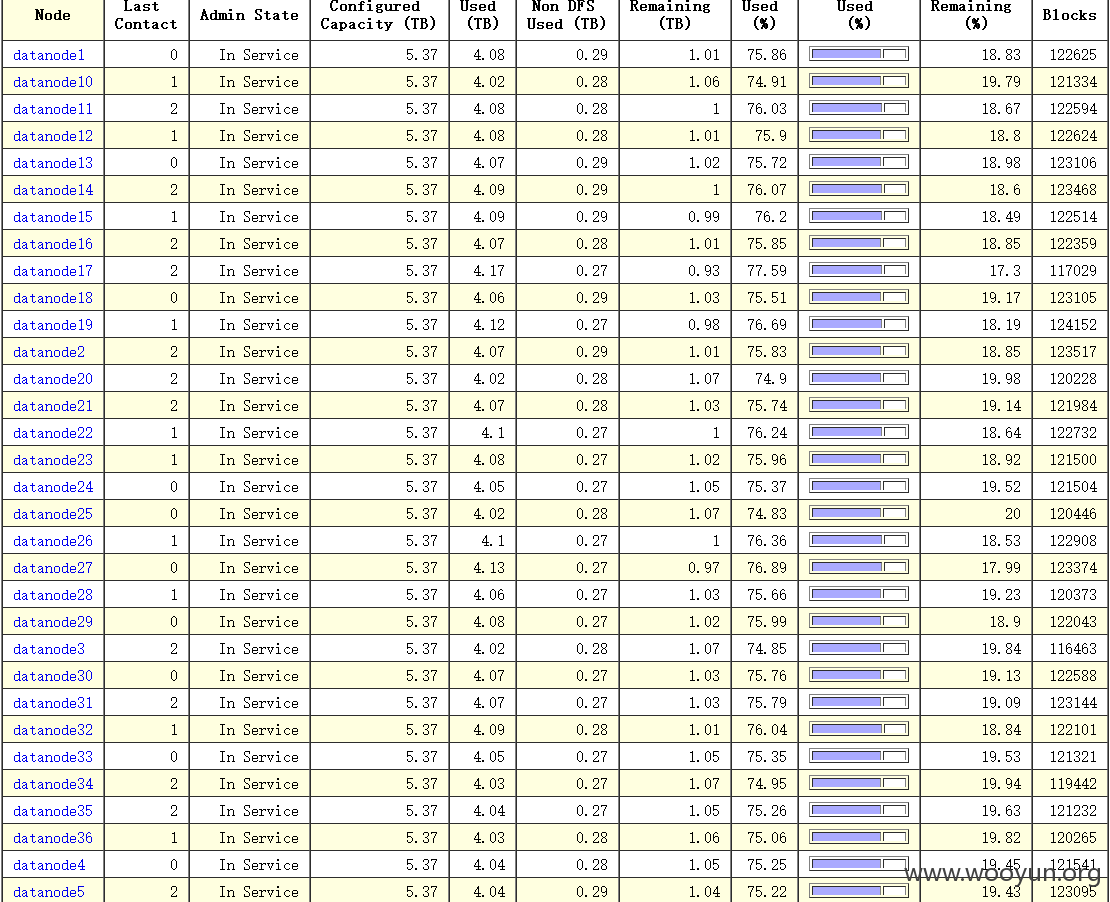 Node Last Contact Admin State Configured Capacity (TB) Used (TB) Non DFS Used (TB) Remaining (TB) Used (%) Used (%) Remaining (%) Blocks
datanode1 0 In Service 5.37 4.08 0.29 1.01 75.86 18.83 122625
datanode10 1 In Service 5.37 4.02 0.28 1.06 74.91 19.79 121334
datanode11 2 In Service 5.37 4.08 0.28 1 76.03 18.67 122594
datanode12 1 In Service 5.37 4.08 0.28 1.01 75.9 18.8 122624
datanode13 0 In Service 5.37 4.07 0.29 1.02 75.72 18.98 123106
datanode14 2 In Service 5.37 4.09 0.29 1 76.07 18.6 123468
datanode15 1 In Service 5.37 4.09 0.29 0.99 76.2 18.49 122514
datanode16 2 In Service 5.37 4.07 0.28 1.01 75.85 18.85 122359
datanode17 2 In Service 5.37 4.17 0.27 0.93 77.59 17.3 117029
datanode18 0 In Service 5.37 4.06 0.29 1.03 75.51 19.17 123105
datanode19 1 In Service 5.37 4.12 0.27 0.98 76.69 18.19 124152
datanode2 2 In Service 5.37 4.07 0.29 1.01 75.83 18.85 123517
datanode20 2 In Service 5.37 4.02 0.28 1.07 74.9 19.98 120228
datanode21 2 In Service 5.37 4.07 0.28 1.03 75.74 19.14 121984
datanode22 1 In Service 5.37 4.1 0.27 1 76.24 18.64 122732
datanode23 1 In Service 5.37 4.08 0.27 1.02 75.96 18.92 121500
datanode24 0 In Service 5.37 4.05 0.27 1.05 75.37 19.52 121504
datanode25 0 In Service 5.37 4.02 0.28 1.07 74.83 20 120446
datanode26 1 In Service 5.37 4.1 0.27 1 76.36 18.53 122908
datanode27 0 In Service 5.37 4.13 0.27 0.97 76.89 17.99 123374
datanode28 1 In Service 5.37 4.06 0.27 1.03 75.66 19.23 120373
datanode29 0 In Service 5.37 4.08 0.27 1.02 75.99 18.9 122043
datanode3 2 In Service 5.37 4.02 0.28 1.07 74.85 19.84 116463
datanode30 0 In Service 5.37 4.07 0.27 1.03 75.76 19.13 122588
datanode31 2 In Service 5.37 4.07 0.27 1.03 75.79 19.09 123144
datanode32 1 In Service 5.37 4.09 0.28 1.01 76.04 18.84 122101
datanode33 0 In Service 5.37 4.05 0.27 1.05 75.35 19.53 121321
datanode34 2 In Service 5.37 4.03 0.27 1.07 74.95 19.94 119442
datanode35 2 In Service 5.37 4.04 0.27 1.05 75.26 19.63 121232
datanode36 1 In Service 5.37 4.03 0.28 1.06 75.06 19.82 120265
datanode4 0 In Service 5.37 4.04 0.28 1.05 75.25 19.45 121541
www.wooyun.org
datanode5 2 In Service 5.37 4.04 0.29 1.04 75.22 19.43 123095